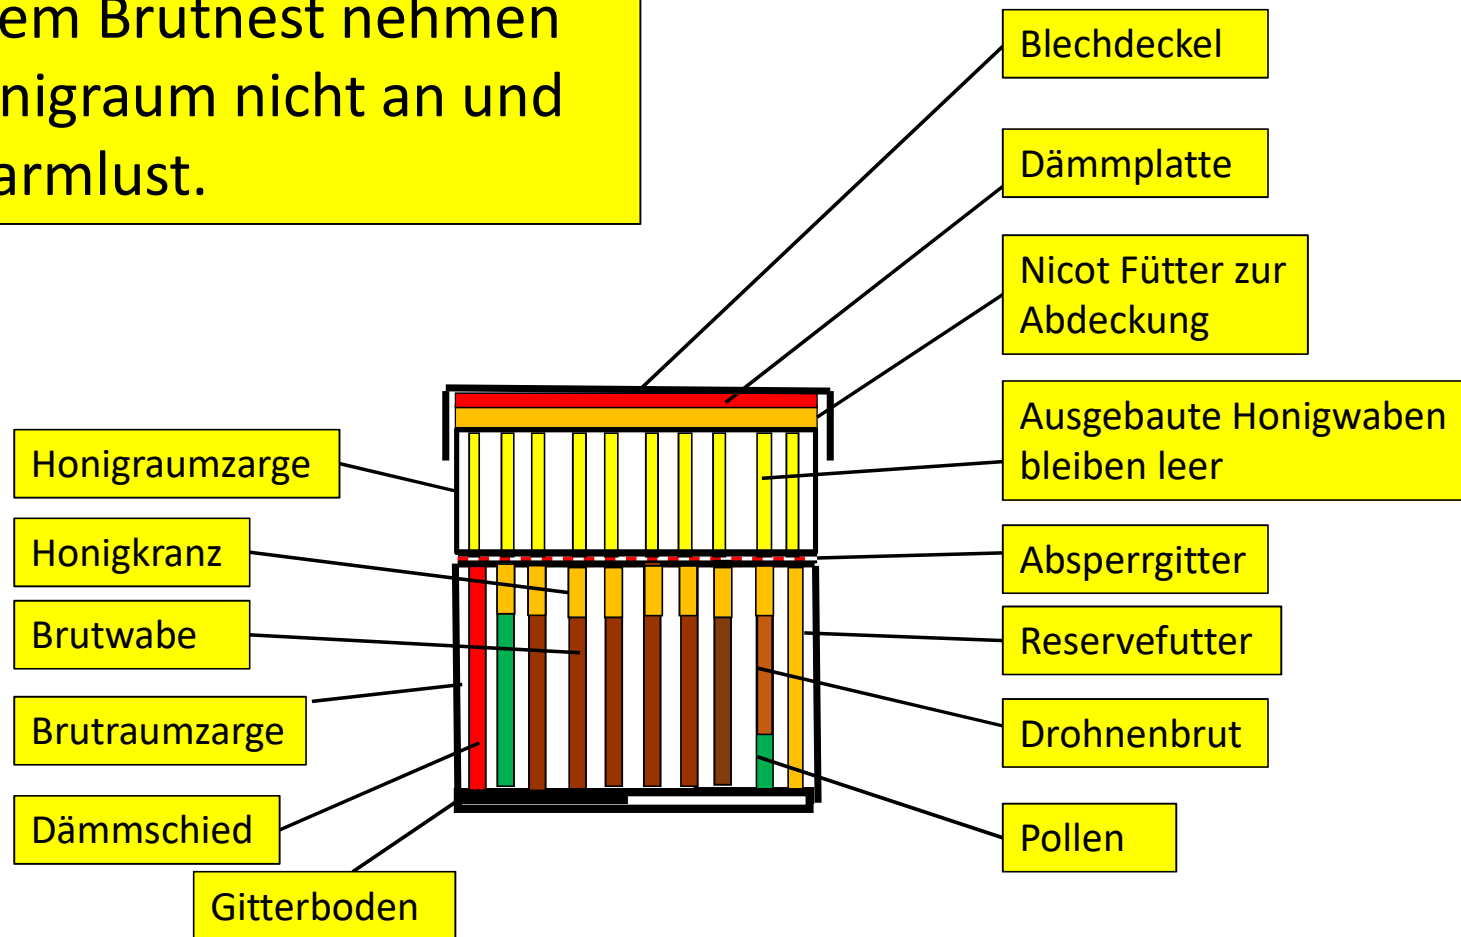 em Brutnest nehmen
nigraum nicht an und
armlust.
Blechdeckel
Dämmplatte
Nicot Fütter zur
Abdeckung
Ausgebaute Honigwaben
bleiben leer
Absperrgitter
Reservefutter
Drohnenbrut
Pollen
Honigraumzarge
Honigkranz
Brutwabe
Brutraumzarge
Dämmschied
Gitterboden